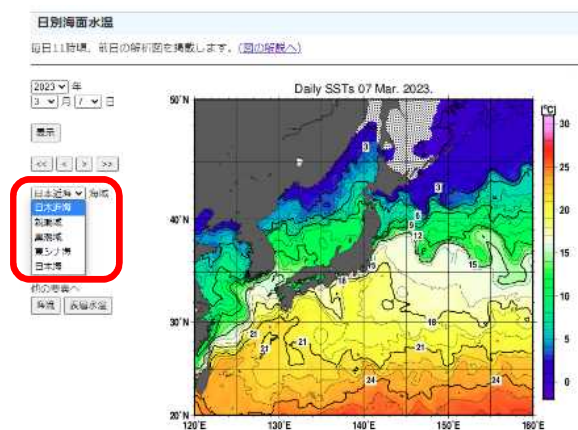 日別海面水温
毎日11時頃、前日の解析図を掲載します。(図の解説へ)
2023 年
3 月 7 日
表示
<< < > >>
日本近海 海域
日本近海
親潮域
黒潮域
東シナ海
日本海
他の要素へ
海流 表層水温
Daily SSTs 07 Mar. 2023.
[°C]
50°N
40°N
30°N
20°N
120°E 130°E 140°E 150°E 160°E
30
25
20
15
10
5
0
3
3
6
9
12
15
15
18
18
21
21
21
21
24
24